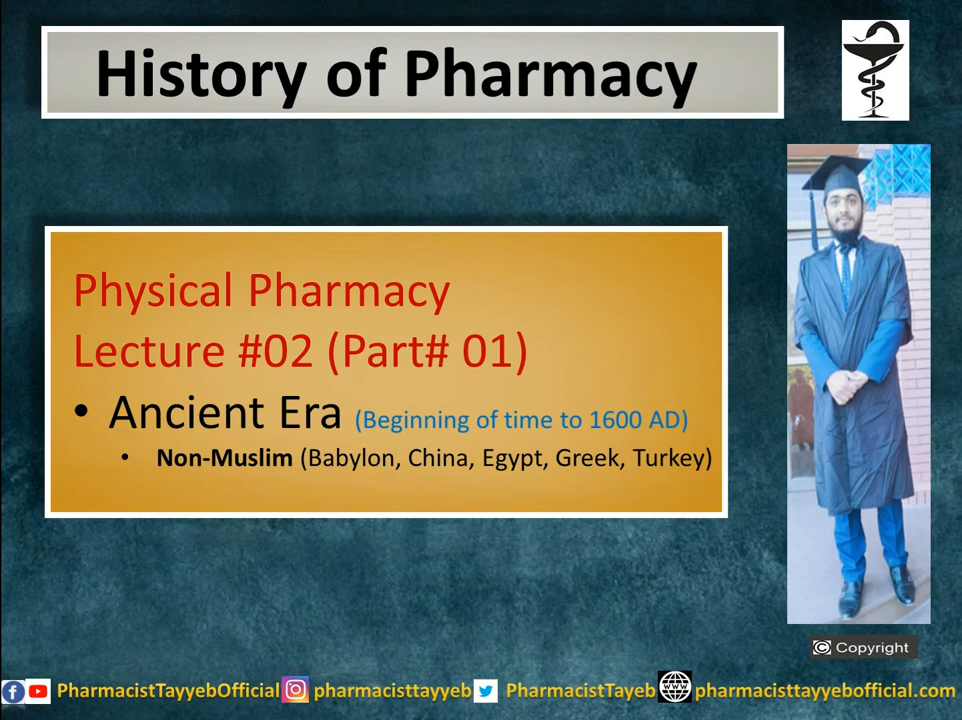 History of Pharmacy
Physical Pharmacy
Lecture #02 (Part# 01)
• Ancient Era (Beginning of time to 1600 AD)
• Non-Muslim (Babylon, China, Egypt, Greek, Turkey)
© Copyright
PharmacistTayyebOfficial pharmacisttayyeb PharmacistTayeb WWW pharmacisttayyebofficial.com